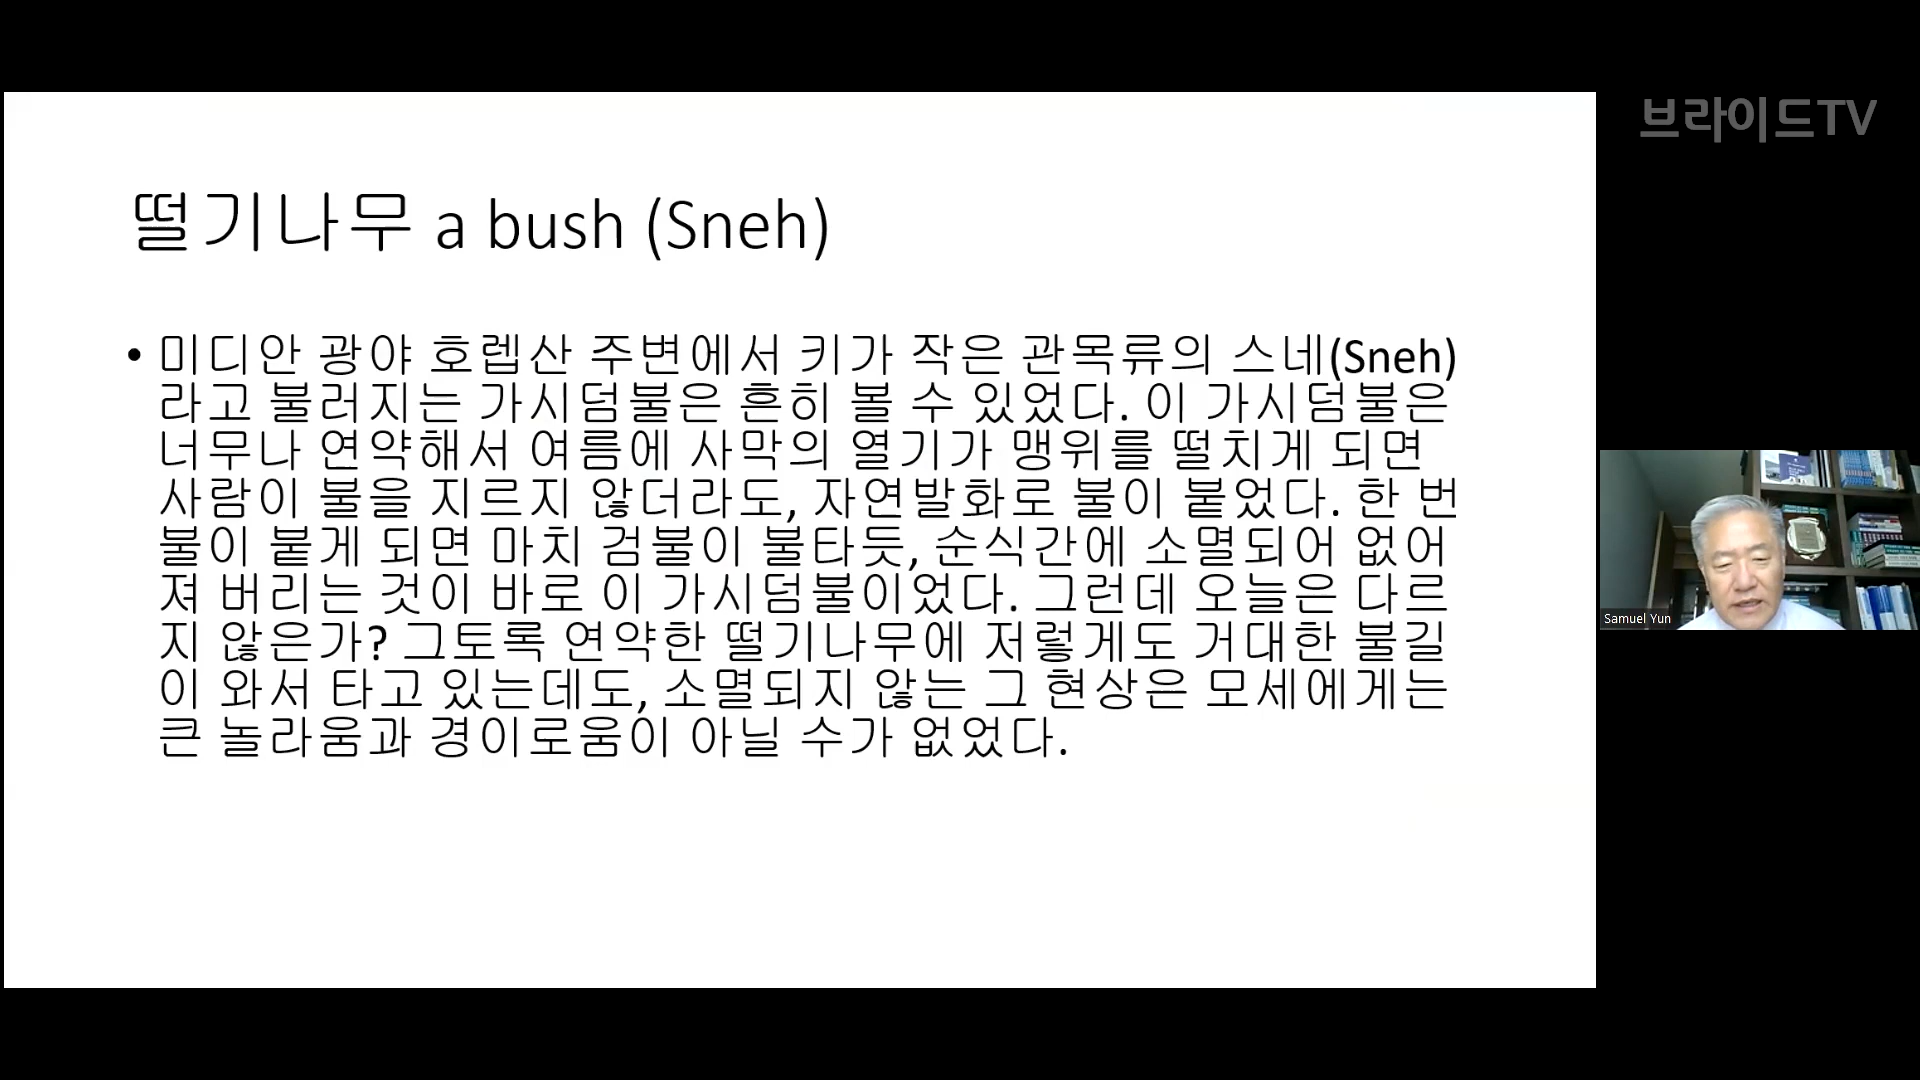 브라이드TV
떨기나무 a bush (Sneh)
• 미디안 광야 호렙산 주변에서 키가 작은 관목류의 스네(Sneh)
라고 불러지는 가시덤불은 흔히 볼 수 있었다. 이 가시덤불은
너무나 연약해서 여름에 사막의 열기가 맹위를 떨치게 되면
사람이 불을 지르지 않더라도, 자연발화로 불이 붙었다. 한 번
불이 붙게 되면 마치 검불이 불타듯, 순식간에 소멸되어 없어
져 버리는 것이 바로 이 가시덤불이었다. 그런데 오늘은 다르
지 않은가? 그토록 연약한 떨기나무에 저렇게도 거대한 불길
이 와서 타고 있는데도, 소멸되지 않는 그 현상은 모세에게는
큰 놀라움과 경이로움이 아닐 수가 없었다.
Samuel Yun